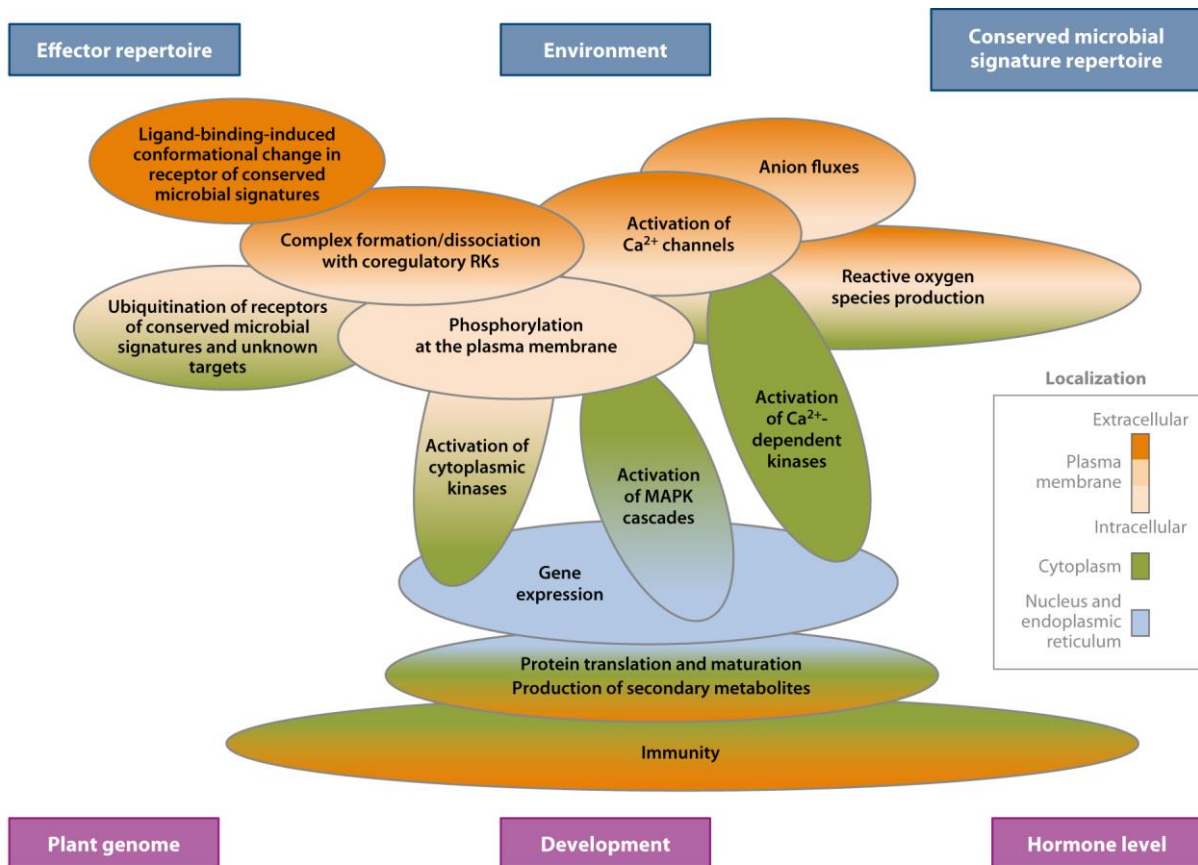 Effector repertoire
Environment
Conserved microbial
signature repertoire
Ligand-binding-induced
conformational change in
receptor of conserved
microbial signatures
Anion fluxes
Complex formation/dissociation
with coregulatory RKs
Activation of
Ca²⁺ channels
Reactive oxygen
species production
Ubiquitination of receptors
of conserved microbial
signatures and unknown
targets
Phosphorylation
at the plasma membrane
Activation of
cytoplasmic
kinases
Activation
of MAPK
cascades
Activation
of Ca²⁺-
dependent
kinases
Gene
expression
Protein translation and maturation
Production of secondary metabolites
Immunity
Localization
Extracellular
Plasma
membrane
Intracellular
Cytoplasm
Nucleus and
endoplasmic
reticulum
Plant genome
Development
Hormone level